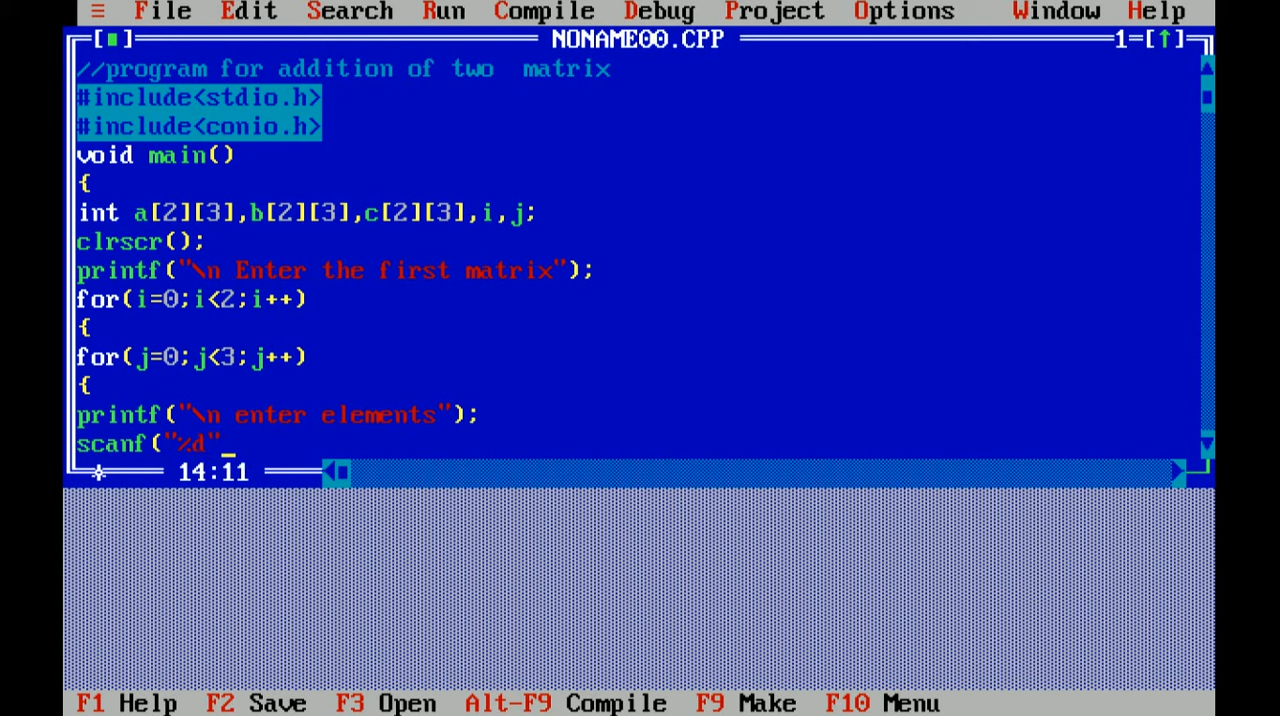 ≡ File Edit Search Run Compile Debug Project Options Window Help
[■] NONAME00.CPP 1=[↑]
//program for addition of two  matrix
#include<stdio.h>
#include<conio.h>
void main()
{
int a[2][3],b[2][3],c[2][3],i,j;
clrscr();
printf("\n Enter the first matrix");
for(i=0;i<2;i++)
{
for(j=0;j<3;j++)
{
printf("\n enter elements");
scanf("%d"_
14:11
F1 Help F2 Save F3 Open Alt-F9 Compile F9 Make F10 Menu